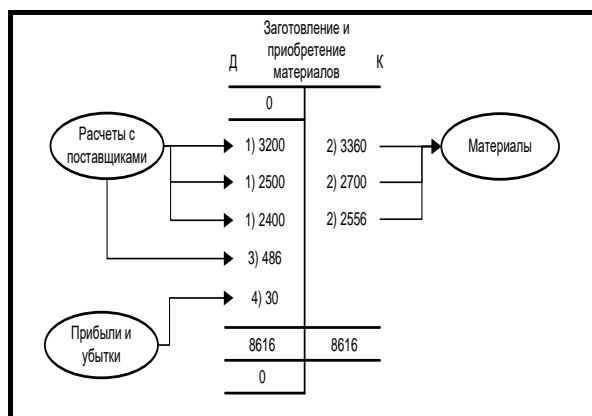 Заготовление и
приобретение
материалов
Д К
0
Расчеты с
поставщиками
1) 3200 2) 3360
Материалы
1) 2500 2) 2700
1) 2400 2) 2556
3) 486
4) 30
Прибыли и
убытки
8616 8616
0